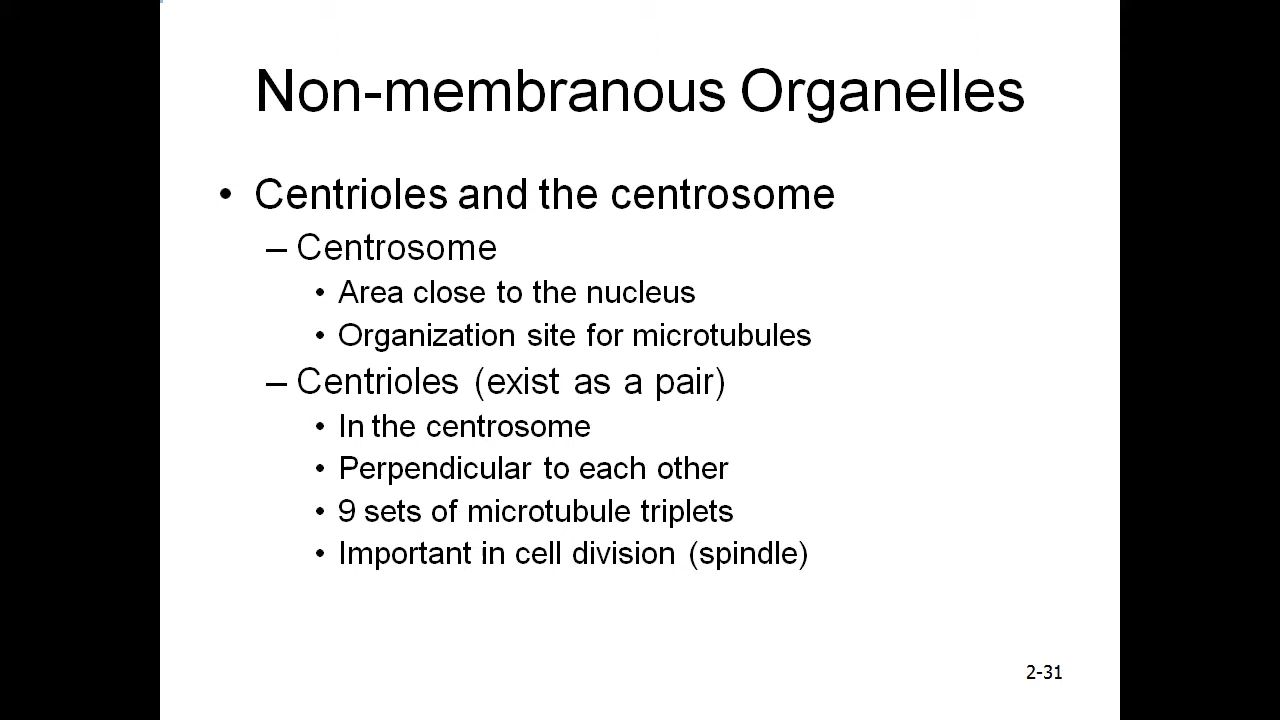 Non-membranous Organelles
• Centrioles and the centrosome
– Centrosome
• Area close to the nucleus
• Organization site for microtubules
– Centrioles (exist as a pair)
• In the centrosome
• Perpendicular to each other
• 9 sets of microtubule triplets
• Important in cell division (spindle)
2-31